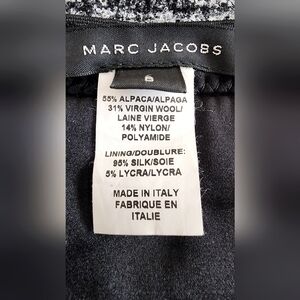 MARC JACOBS
6
55% ALPACA/ALPAGA
31% VIRGIN WOOL/
LAINE VIERGE
14% NYLON/
POLYAMIDE
LINING/DOUBLURE:
95% SILK/SOIE
5% LYCRA/LYCRA
MADE IN ITALY
FABRIQUE EN
ITALIE